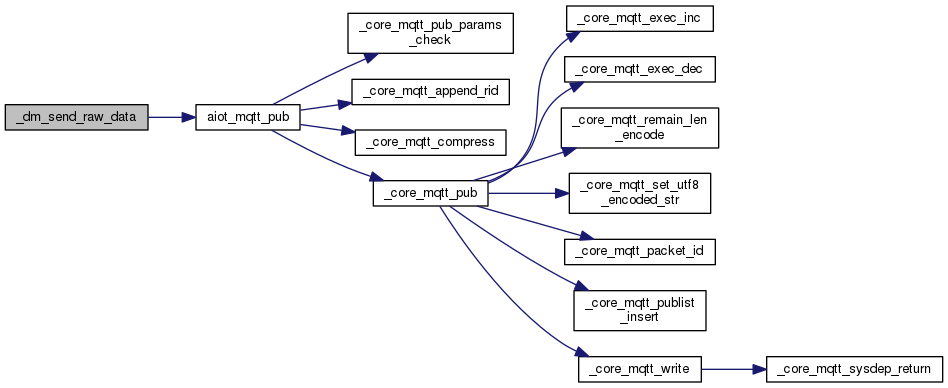 _dm_send_raw_data
aiot_mqtt_pub
_core_mqtt_pub_params
_check
_core_mqtt_append_rid
_core_mqtt_compress
_core_mqtt_pub
_core_mqtt_exec_inc
_core_mqtt_exec_dec
_core_mqtt_remain_len
_encode
_core_mqtt_set_utf8
_encoded_str
_core_mqtt_packet_id
_core_mqtt_publist
_insert
_core_mqtt_write
_core_mqtt_sysdep_return